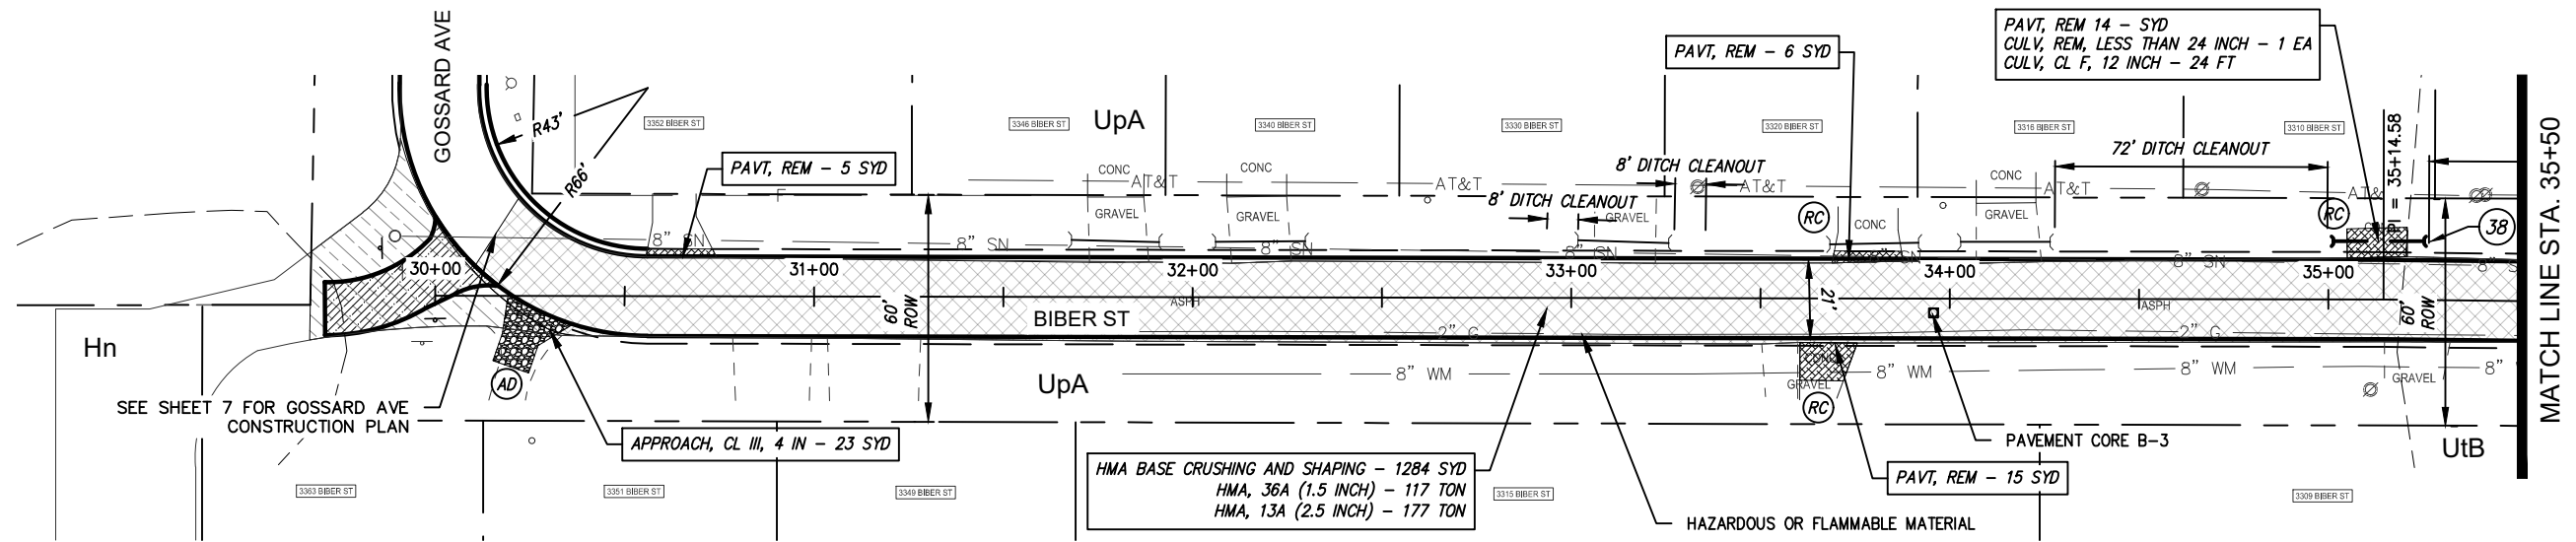 GOSSARD AVE
R43'
R66'
3352 BIBER ST
PAVT, REM - 5 SYD
3346 BIBER ST
UpA
3340 BIBER ST
3330 BIBER ST
PAVT, REM - 6 SYD
3320 BIBER ST
3316 BIBER ST
PAVT, REM 14 - SYD
CULV, REM, LESS THAN 24 INCH - 1 EA
CULV, CL F, 12 INCH - 24 FT
3310 BIBER ST
PI = 35+14.58
MATCH LINE STA. 35+50
72' DITCH CLEANOUT
8' DITCH CLEANOUT
8' DITCH CLEANOUT
CONC
AT&T
CONC
AT&T
AT&T
CONC
AT&T
F
GRAVEL
GRAVEL
GRAVEL
RC
CONC
GRAVEL
RC
38
8" SN
8" SN
8" SN
8" SN
8" SN
30+00
31+00
32+00
33+00
34+00
35+00
60'
ROW
ASPH
21'
ASPH
60'
ROW
BIBER ST
2" G
2" G
Hn
AD
UpA
8" WM
8" WM
8" WM
8"
CONC
GRAVEL
RC
GRAVEL
SEE SHEET 7 FOR GOSSARD AVE
CONSTRUCTION PLAN
APPROACH, CL III, 4 IN - 23 SYD
PAVEMENT CORE B-3
UtB
HMA BASE CRUSHING AND SHAPING - 1284 SYD
HMA, 36A (1.5 INCH) - 117 TON
HMA, 13A (2.5 INCH) - 177 TON
PAVT, REM - 15 SYD
HAZARDOUS OR FLAMMABLE MATERIAL
3363 BIBER ST
3351 BIBER ST
3349 BIBER ST
3315 BIBER ST
3309 BIBER ST